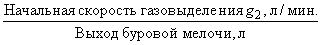 Начальная скорость газовыделения g₂, л / мин.
Выход буровой мелочи, л